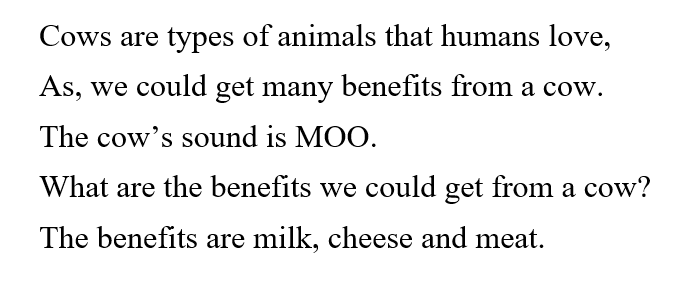 Cows are types of animals that humans love,
As, we could get many benefits from a cow.
The cow’s sound is MOO.
What are the benefits we could get from a cow?
The benefits are milk, cheese and meat.